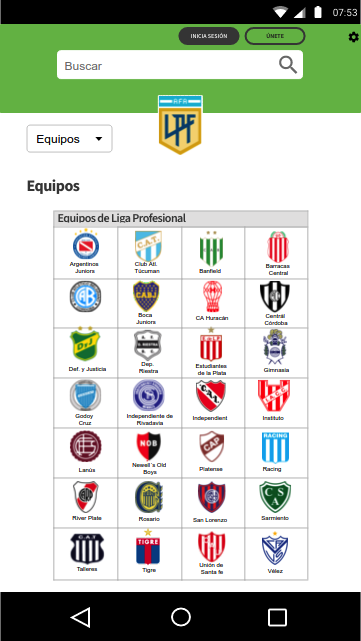 07:53
INICIA SESIÓN
ÚNETE
Buscar
AFA
LPF
Equipos
Equipos
Equipos de Liga Profesional
Argentinos
Juniors
Club Atl.
Túcuman
Banfield
Barracas
Central
Boca
Juniors
CA Huracán
Centrál
Córdoba
Def. y Justicia
Dep.
Riestra
Estudiantes
de la Plata
Gimnasia
Godoy
Cruz
Independiente de
Rivadavia
Independient
Instituto
Lanús
Newell´s Old
Boys
Platense
Racing
River Plate
Rosario
San Lorenzo
Sarmiento
Talleres
Tigre
Unión de
Santa fe
Vélez